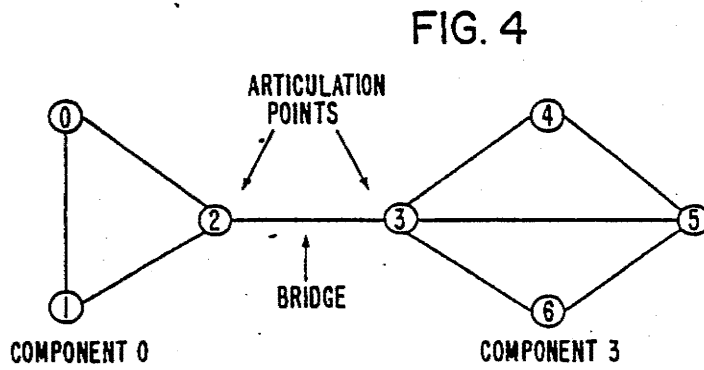 FIG. 4
ARTICULATION
POINTS
0
4
2
3
5
1
BRIDGE
6
COMPONENT 0
COMPONENT 3